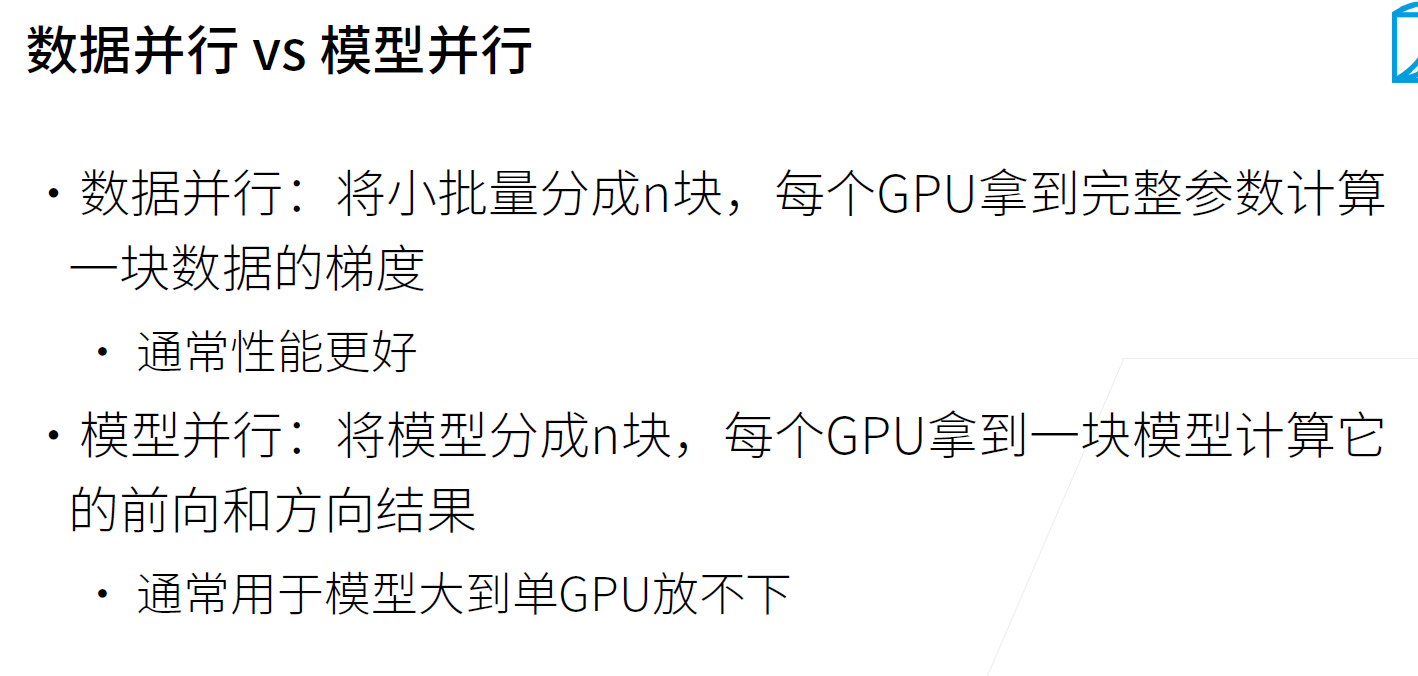 数据并行 vs 模型并行
• 数据并行：将小批量分成n块，每个GPU拿到完整参数计算
一块数据的梯度
• 通常性能更好
• 模型并行：将模型分成n块，每个GPU拿到一块模型计算它
的前向和方向结果
• 通常用于模型大到单GPU放不下